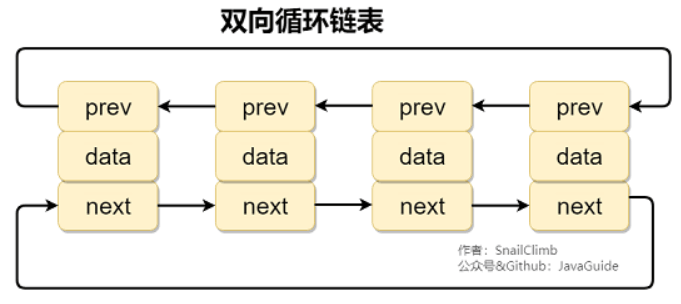 双向循环链表
prev prev prev prev
data data data data
next next next next
作者：SnailClimb
公众号&Github：JavaGuide